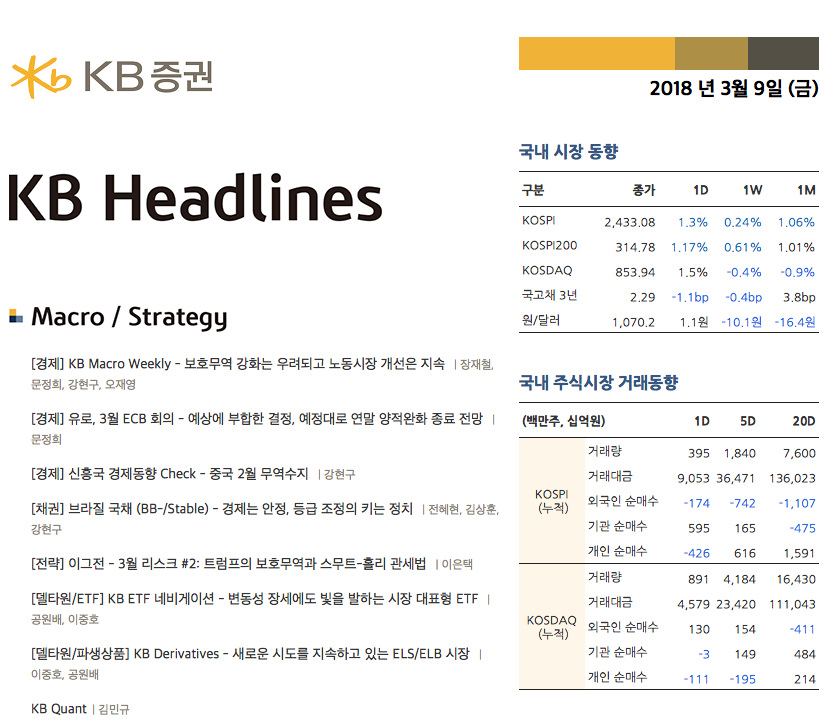 KB 증권
KB Headlines
Macro / Strategy
[경제] KB Macro Weekly - 보호무역 강화는 우려되고 노동시장 개선은 지속 | 장재철,
문정희, 강현구, 오재영
[경제] 유로, 3월 ECB 회의 - 예상에 부합한 결정, 예정대로 연말 양적완화 종료 전망 |
문정희
[경제] 신흥국 경제동향 Check - 중국 2월 무역수지 | 강현구
[채권] 브라질 국채 (BB-/Stable) - 경제는 안정, 등급 조정의 키는 정치 | 전혜현, 김상훈,
강현구
[전략] 이그전 - 3월 리스크 #2: 트럼프의 보호무역과 스무트-홀리 관세법 | 이은택
[델타원/ETF] KB ETF 네비게이션 - 변동성 장세에도 빛을 발하는 시장 대표형 ETF |
공원배, 이중호
[델타원/파생상품] KB Derivatives - 새로운 시도를 지속하고 있는 ELS/ELB 시장 |
이중호, 공원배
KB Quant | 김민규
2018 년 3월 9일 (금)
국내 시장 동향
구분 종가 1D 1W 1M
KOSPI 2,433.08 1.3% 0.24% 1.06%
KOSPI200 314.78 1.17% 0.61% 1.01%
KOSDAQ 853.94 1.5% -0.4% -0.9%
국고채 3년 2.29 -1.1bp -0.4bp 3.8bp
원/달러 1,070.2 1.1원 -10.1원 -16.4원
국내 주식시장 거래동향
(백만주, 십억원) 1D 5D 20D
KOSPI
(누적)
거래량 395 1,840 7,600
거래대금 9,053 36,471 136,023
외국인 순매수 -174 -742 -1,107
기관 순매수 595 165 -475
개인 순매수 -426 616 1,591
KOSDAQ
(누적)
거래량 891 4,184 16,430
거래대금 4,579 23,420 111,043
외국인 순매수 130 154 -411
기관 순매수 -3 149 484
개인 순매수 -111 -195 214